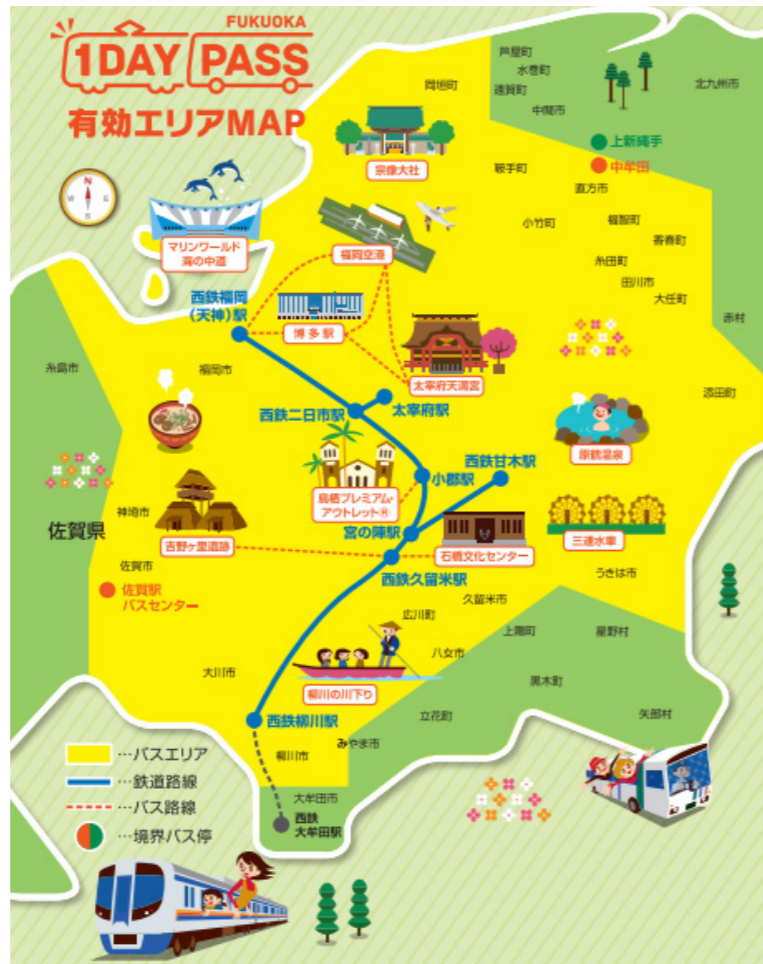 FUKUOKA
1DAY PASS
有効エリアMAP
芦屋町
水巻町
遠賀町
中間市
北九州市
岡垣町
上新縄手
中牟田
宗像大社
鞍手町
直方市
N
W
E
S
マリンワールド
海の中道
福岡空港
小竹町
福智町
香春町
糸田町
田川市
大任町
赤村
西鉄福岡
(天神)駅
博多駅
太宰府天満宮
糸島市
福岡市
添田町
西鉄二日市駅
太宰府駅
原鶴温泉
西鉄甘木駅
小郡駅
鳥栖プレミアム・
アウトレット®
佐賀県
神埼市
吉野ヶ里遺跡
宮の陣駅
石橋文化センター
三連水車
佐賀市
西鉄久留米駅
うきは市
佐賀駅
バスセンター
久留米市
広川町
上陽町
星野村
八女市
大川市
柳川の川下り
黒木町
立花町
矢部村
西鉄柳川駅
みやま市
柳川市
…バスエリア
…鉄道路線
…バス路線
…境界バス停
大牟田市
西鉄
大牟田駅